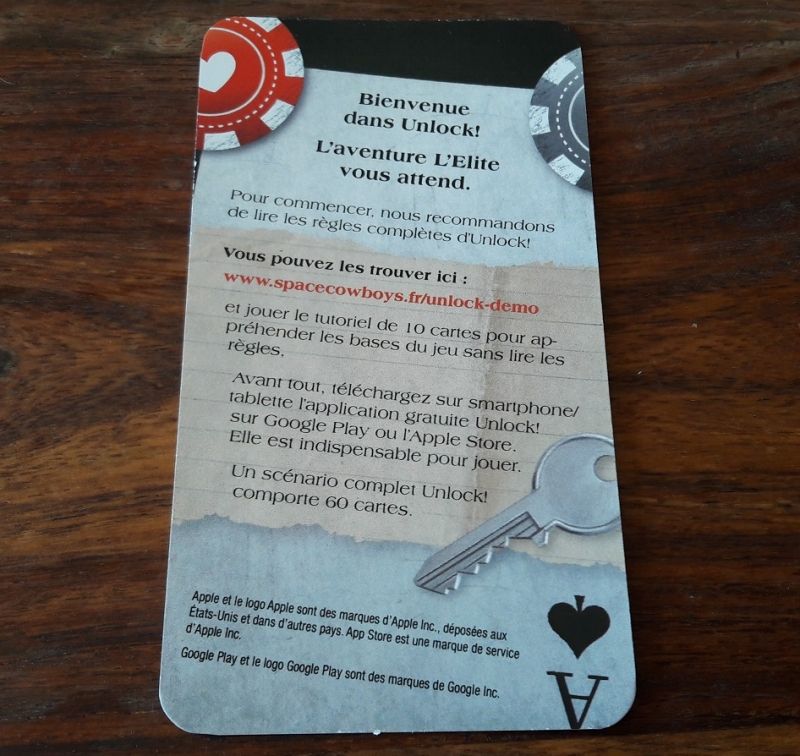 Bienvenue
dans Unlock!
L'aventure L'Elite
vous attend.
Pour commencer, nous recommandons
de lire les règles complètes d'Unlock!
Vous pouvez les trouver ici :
www.spacecowboys.fr/unlock-demo
et jouer le tutoriel de 10 cartes pour ap-
préhender les bases du jeu sans lire les
règles.
Avant tout, téléchargez sur smartphone/
tablette l'application gratuite Unlock!
sur Google Play ou l'Apple Store.
Elle est indispensable pour jouer.
Un scénario complet Unlock!
comporte 60 cartes.
Apple et le logo Apple sont des marques d'Apple Inc., déposées aux
États-Unis et dans d'autres pays. App Store est une marque de service
d'Apple Inc.
Google Play et le logo Google Play sont des marques de Google Inc.
A